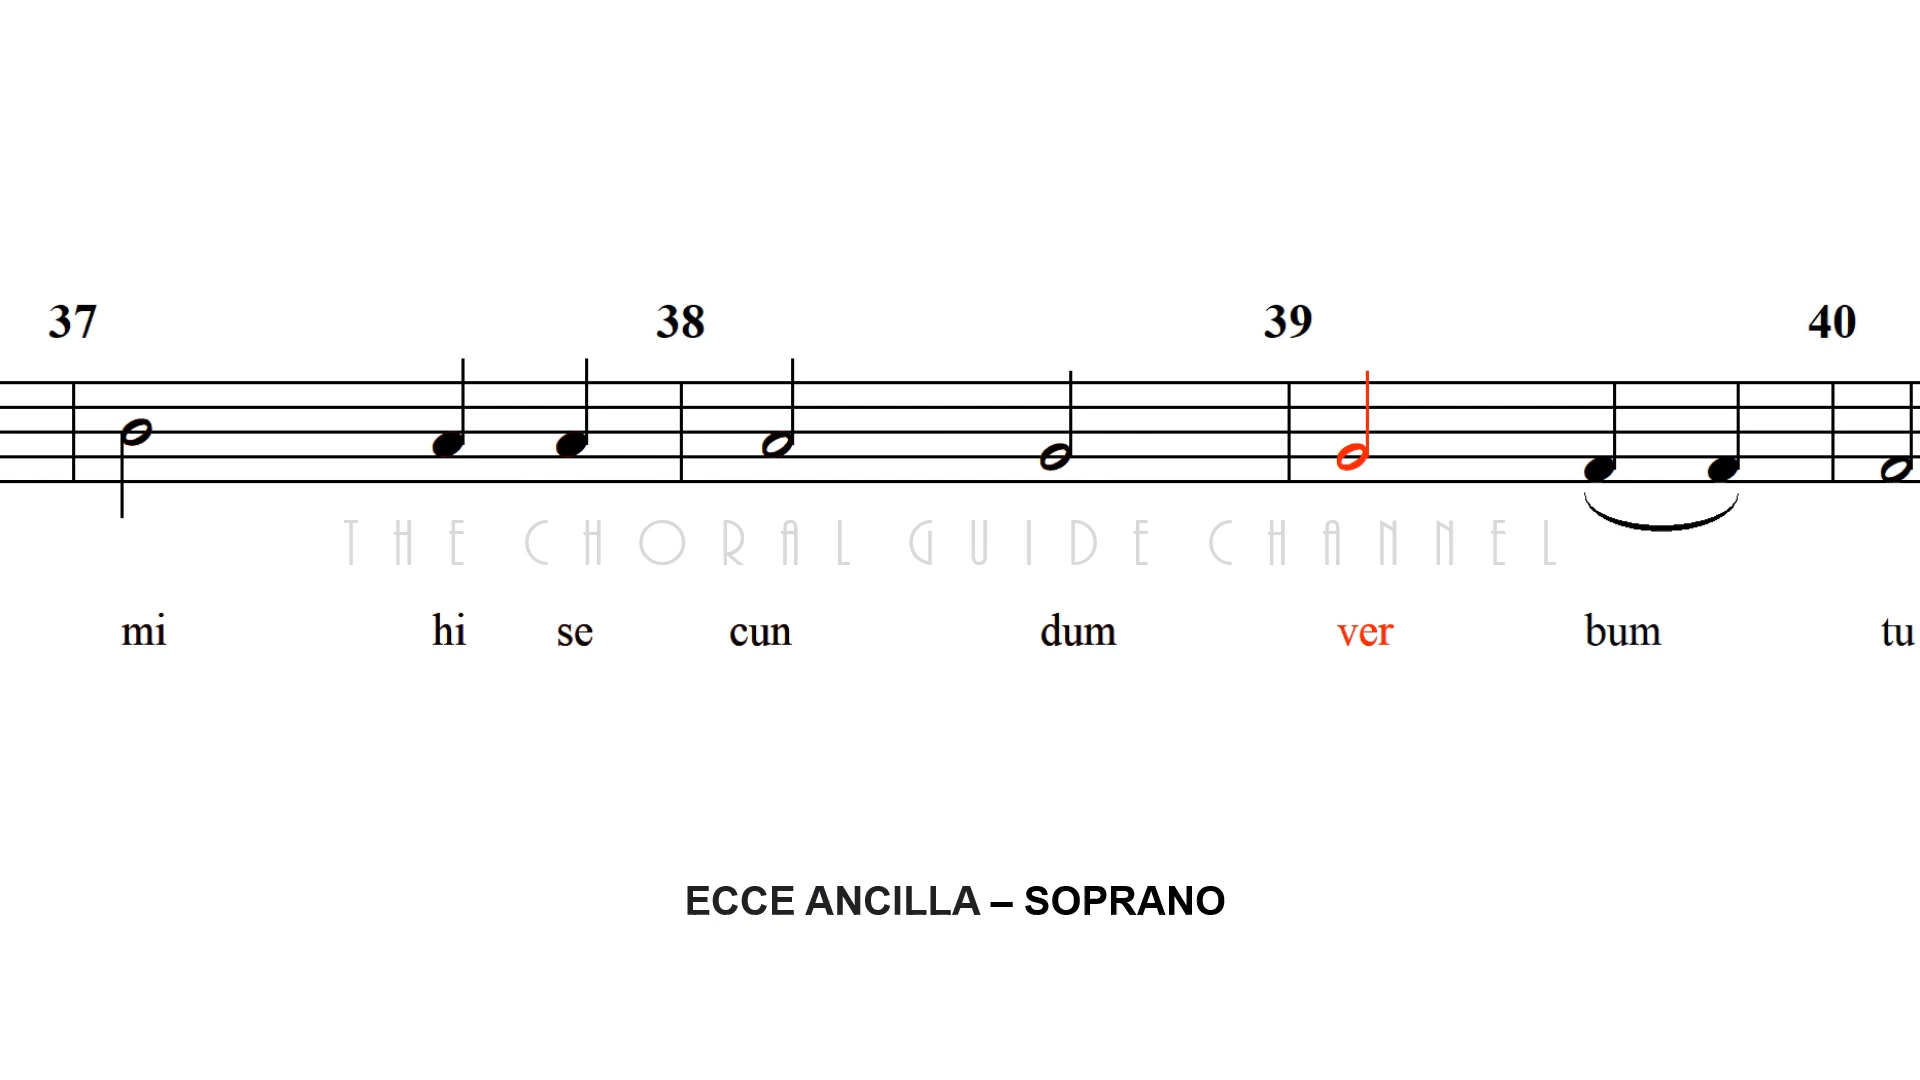 37 38 39 40
THE CHORAL GUIDE CHANNEL
mi hi se cun dum ver bum tu
ECCE ANCILLA – SOPRANO